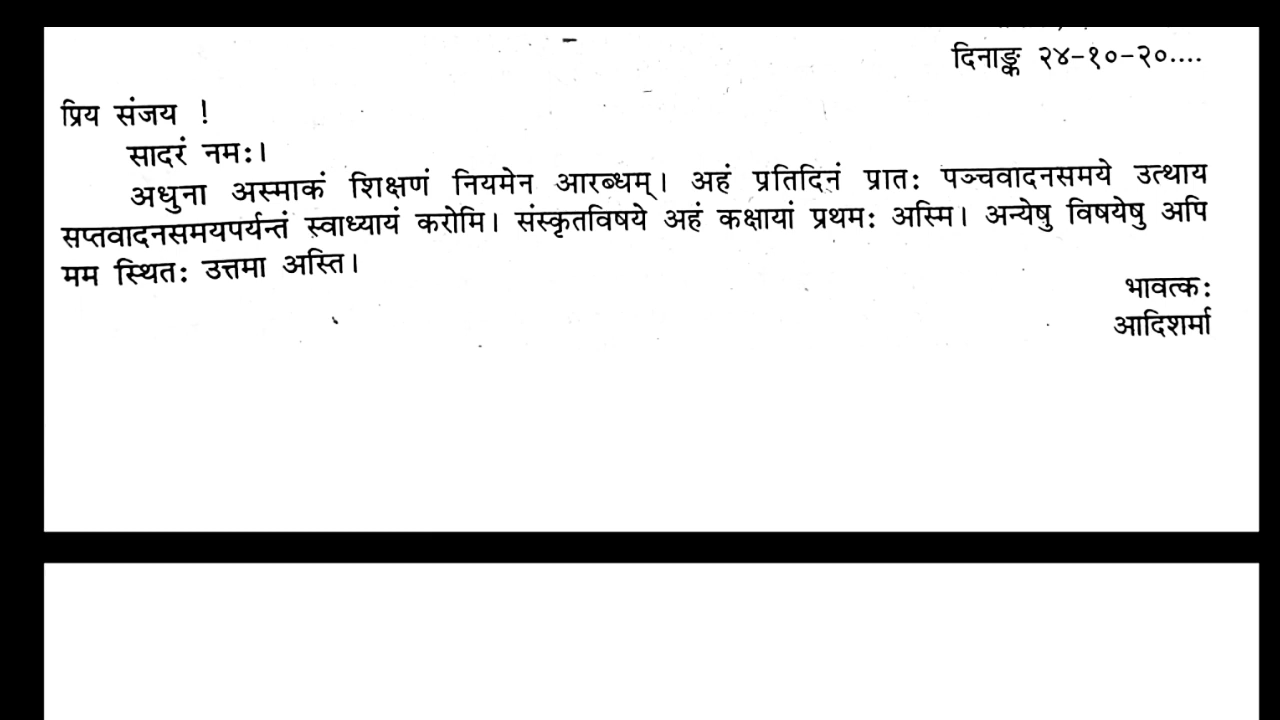 दिनाङ्क २४-१०-२०....
प्रिय संजय !
सादरं नमः।
अधुना अस्माकं शिक्षणं नियमेन आरब्धम्। अहं प्रतिदिनं प्रातः पञ्चवादनसमये उत्थाय
सप्तवादनसमयपर्यन्तं स्वाध्यायं करोमि। संस्कृतविषये अहं कक्षायां प्रथमः अस्मि। अन्येषु विषयेषु अपि
मम स्थितः उत्तमा अस्ति।
भावत्कः
आदिशर्मा